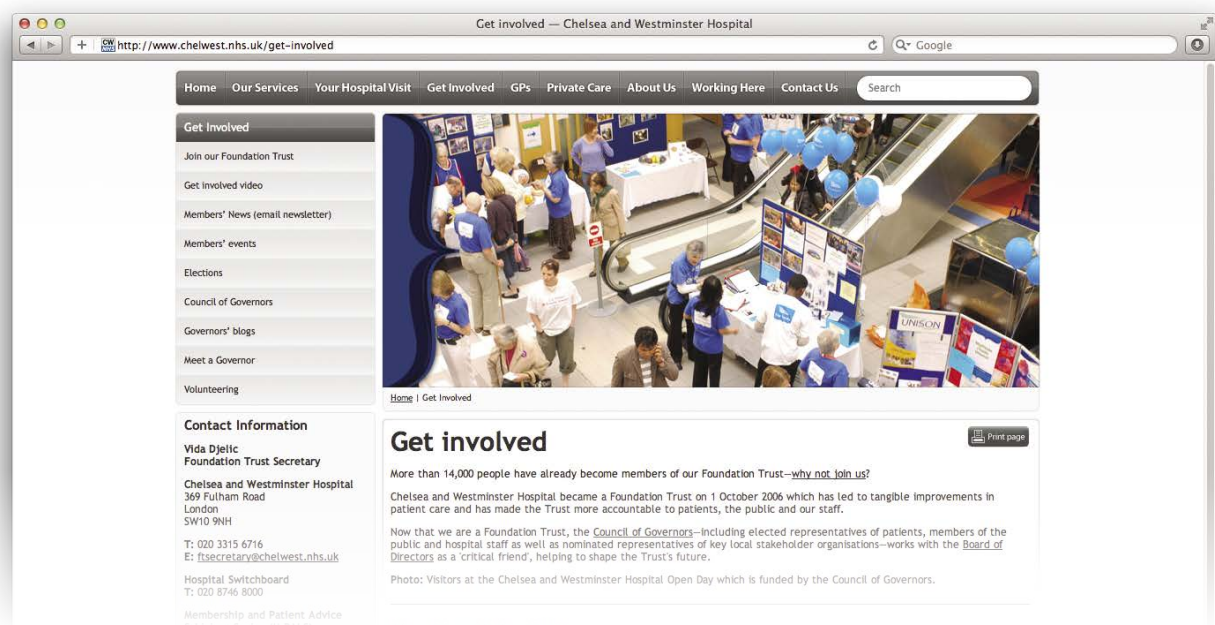 Get involved — Chelsea and Westminster Hospital
CW NHS http://www.chelwest.nhs.uk/get-involved
Google
Home Our Services Your Hospital Visit Get Involved GPs Private Care About Us Working Here Contact Us Search
Get Involved
Join our Foundation Trust
Get involved video
Members' News (email newsletter)
Members' events
Elections
Council of Governors
Governors' blogs
Meet a Governor
Volunteering
UNISON
Home | Get Involved
Contact Information
Vida Djelic
Foundation Trust Secretary
Chelsea and Westminster Hospital
369 Fulham Road
London
SW10 9NH
T: 020 3315 6716
E: ftsecretary@chelwest.nhs.uk
Hospital Switchboard
T: 020 8746 8000
Membership and Patient Advice
Get involved
Print page
More than 14,000 people have already become members of our Foundation Trust—why not join us?
Chelsea and Westminster Hospital became a Foundation Trust on 1 October 2006 which has led to tangible improvements in
patient care and has made the Trust more accountable to patients, the public and our staff.
Now that we are a Foundation Trust, the Council of Governors—including elected representatives of patients, members of the
public and hospital staff as well as nominated representatives of key local stakeholder organisations—works with the Board of
Directors as a 'critical friend', helping to shape the Trust's future.
Photo: Visitors at the Chelsea and Westminster Hospital Open Day which is funded by the Council of Governors.